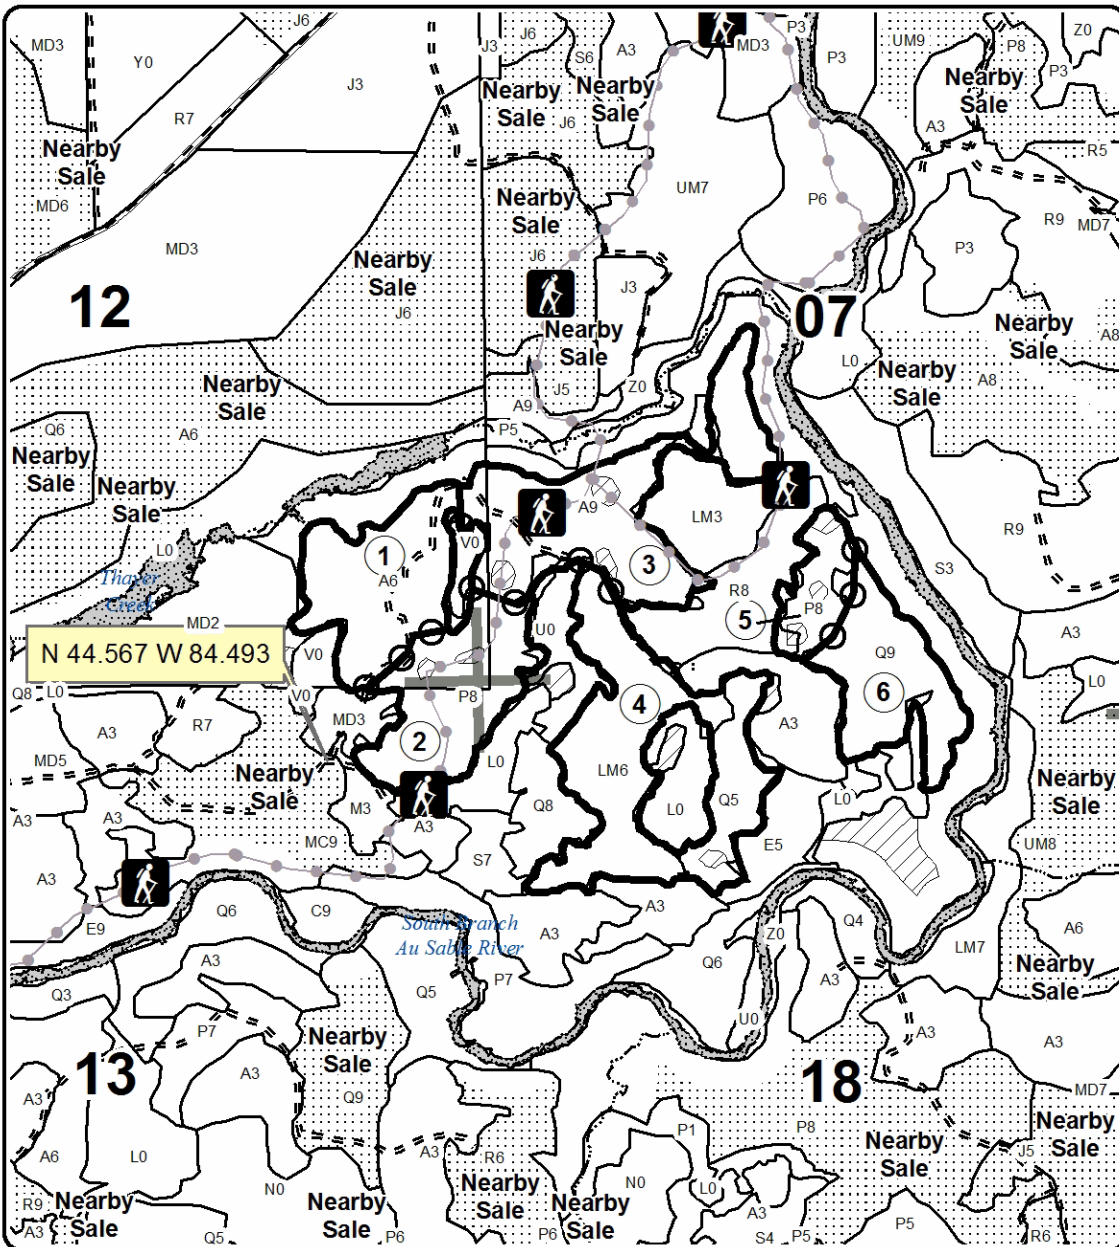 J6
MD3
Y0
J3
J3
J6
S6
A3
MD3
P3
P3
UM9
P8
Z0
P3
R7
Nearby
Sale
Nearby
Sale
Nearby
Sale
J6
A3
R5
Nearby
Sale
MD6
MD3
Nearby
Sale
J6
UM7
P6
P3
R9
MD7
Nearby
Sale
J6
J3
12
07
Nearby
Sale
Nearby
Sale
A8
L0
Nearby
Sale
A8
Nearby
Sale
J5
Z0
A9
P5
Q6
Nearby
Sale
A6
Nearby
Sale
A9
LM3
R9
L0
V0
1
A6
3
S3
Thayer
Creek
R8
P8
5
MD2
U0
A3
N 44.567 W 84.493
V0
Q9
Q8
L0
V0
P8
4
6
L0
A3
R7
MD3
2
A3
MD5
L0
LM6
Nearby
Sale
Nearby
Sale
A3
A3
M3
Q8
L0
Q5
L0
A3
MC9
S7
E5
UM8
A3
E9
Q6
C9
South Branch
Au Sable River
A3
A3
Z0
Q4
A6
LM7
Nearby
Sale
A3
Q3
Q5
P7
Q6
A3
P7
U0
A3
A3
Nearby
Sale
13
18
A3
A3
Q9
MD7
P1
P8
Nearby
Sale
Nearby
Sale
J5
A6
L0
A3
R6
N0
Nearby
Sale
N0
L0
R9
Nearby
Sale
A3
Nearby
Sale
Nearby
Sale
A3
Q5
P6
P6
S4
P5
P5
R6